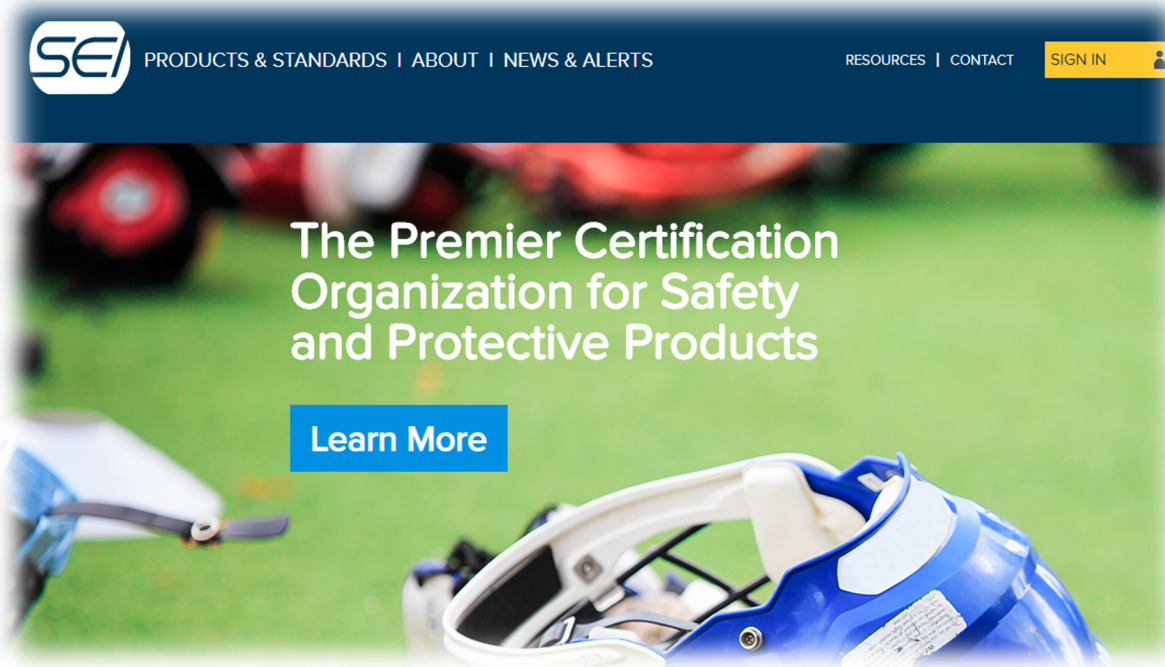 SEI
PRODUCTS & STANDARDS | ABOUT | NEWS & ALERTS
RESOURCES | CONTACT
SIGN IN
The Premier Certification
Organization for Safety
and Protective Products
Learn More